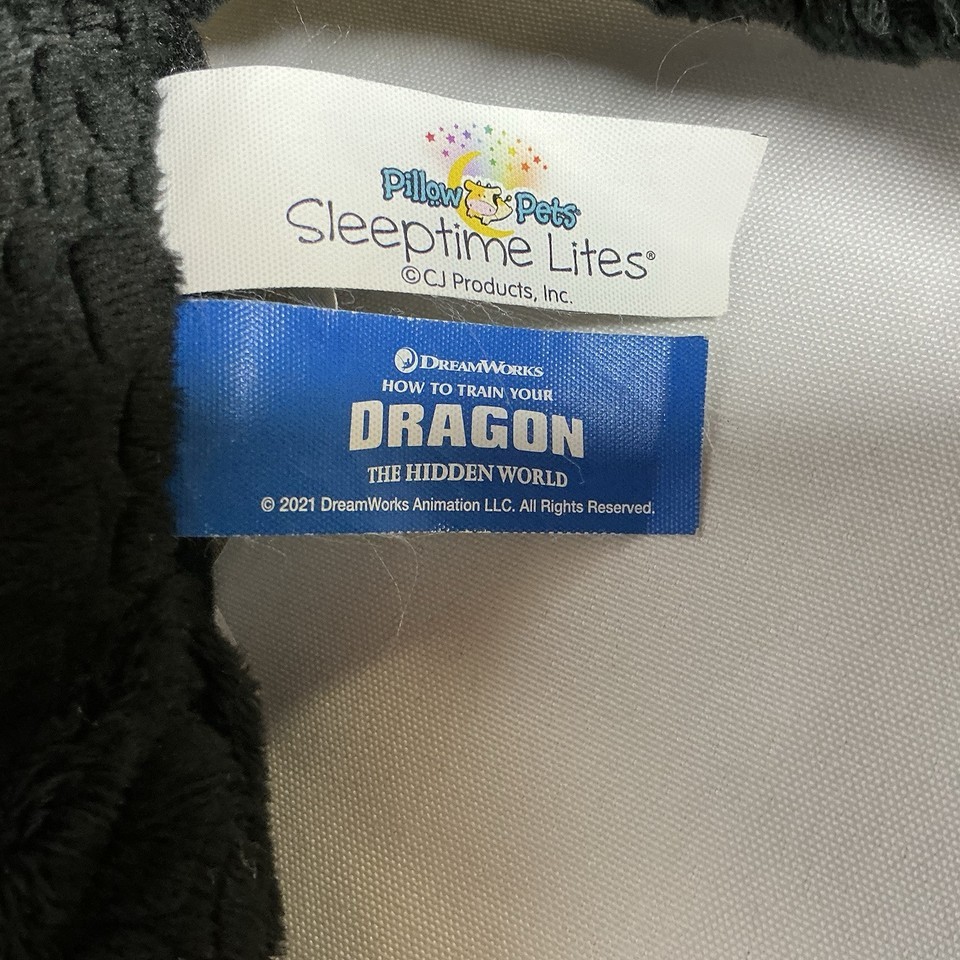 Pillow Pets
Sleeptime Lites®
©CJ Products, Inc.
DREAMWORKS
HOW TO TRAIN YOUR
DRAGON
THE HIDDEN WORLD
© 2021 DreamWorks Animation LLC. All Rights Reserved.